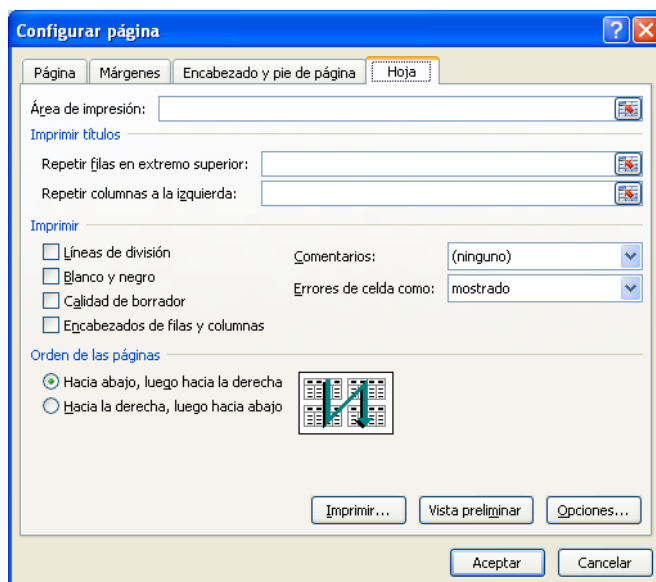 Configurar página
Página Márgenes Encabezado y pie de página Hoja
Área de impresión:
Imprimir títulos
Repetir filas en extremo superior:
Repetir columnas a la izquierda:
Imprimir
Líneas de división
Comentarios: (ninguno)
Blanco y negro
Errores de celda como: mostrado
Calidad de borrador
Encabezados de filas y columnas
Orden de las páginas
Hacia abajo, luego hacia la derecha
Hacia la derecha, luego hacia abajo
Imprimir... Vista preliminar Opciones...
Aceptar Cancelar